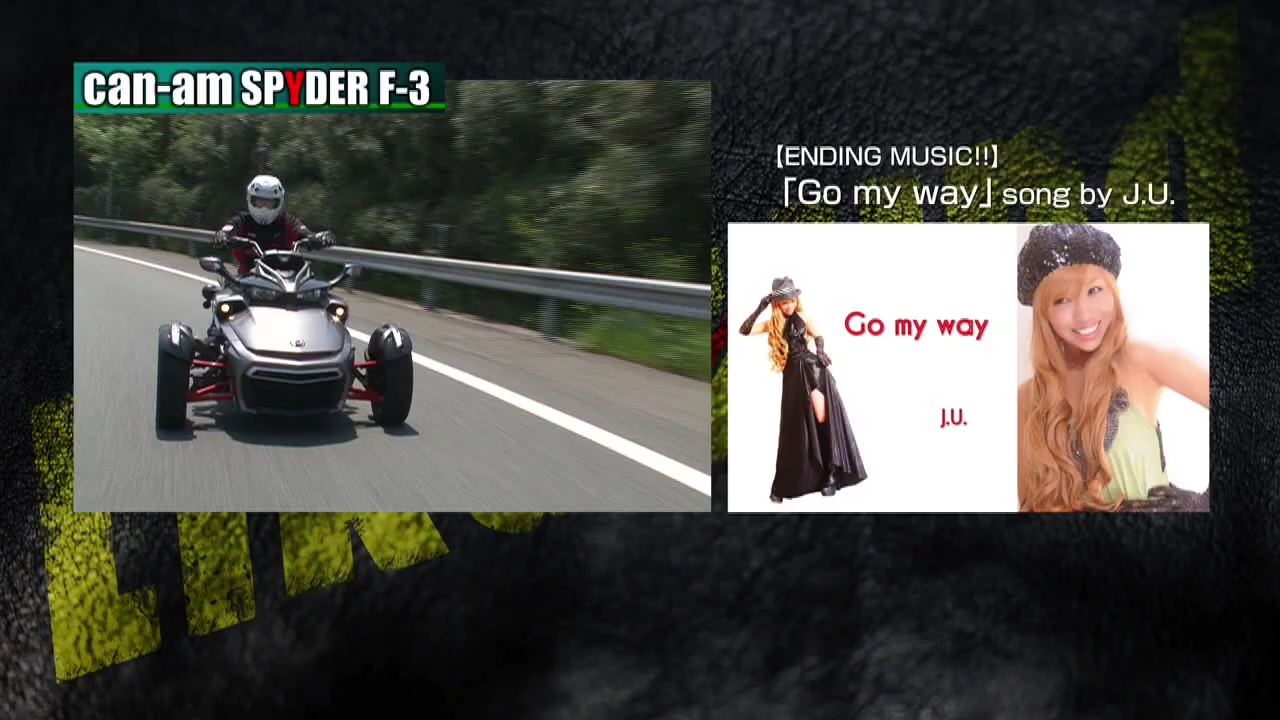 can-am SPYDER F-3
【ENDING MUSIC!!】
「Go my way」song by J.U.
Go my way
J.U.